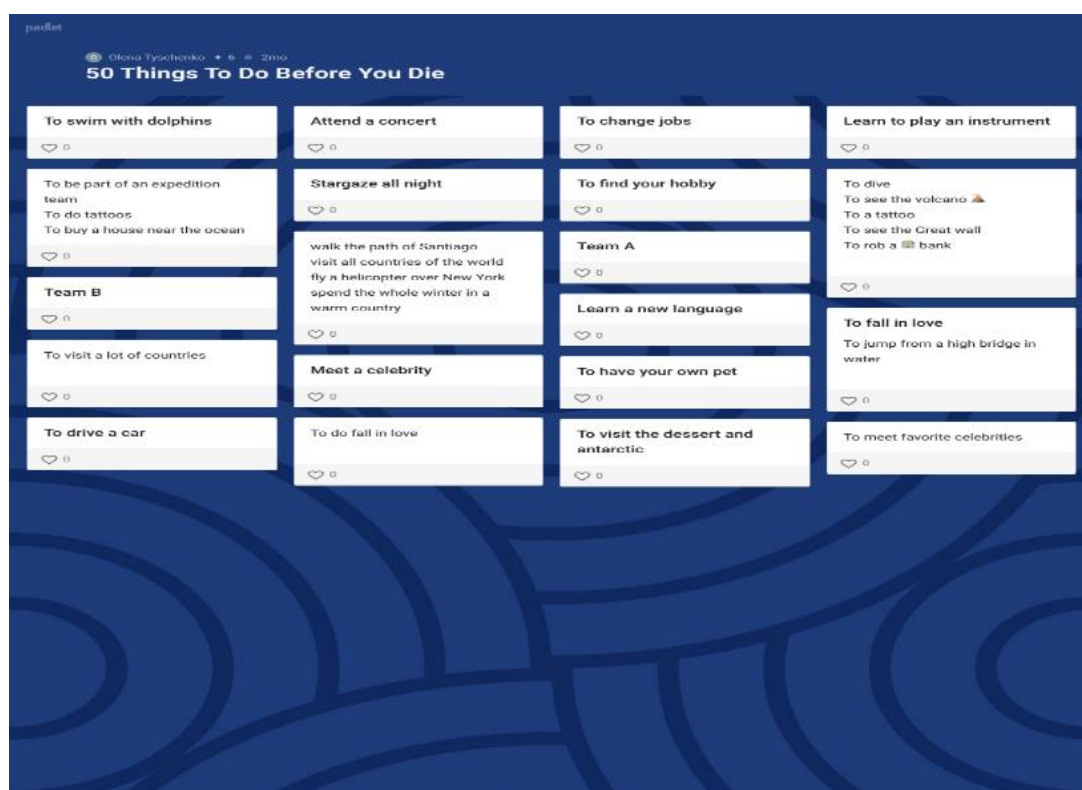 padlet
Olena Tyschenko + 6 • 2mo
50 Things To Do Before You Die
To swim with dolphins
0
To be part of an expedition
team
To do tattoos
To buy a house near the ocean
0
Team B
0
To visit a lot of countries
0
To drive a car
0
Attend a concert
0
Stargaze all night
0
walk the path of Santiago
visit all countries of the world
fly a helicopter over New York
spend the whole winter in a
warm country
0
Meet a celebrity
0
To do fall in love
0
To change jobs
0
To find your hobby
0
Team A
0
Learn a new language
0
To have your own pet
0
To visit the dessert and
antarctic
0
Learn to play an instrument
0
To dive
To see the volcano 🌋
To a tattoo
To see the Great wall
To rob a 🏦 bank
0
To fall in love
To jump from a high bridge in
water
0
To meet favorite celebrities
0